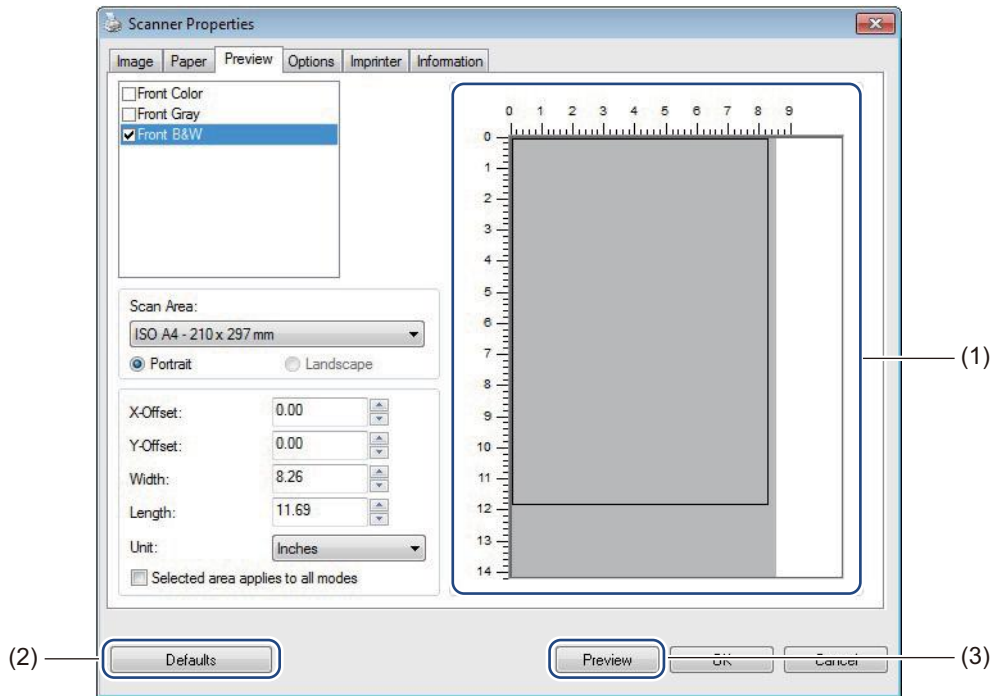 Scanner Properties
Image Paper Preview Options Imprinter Information
Front Color
Front Gray
Front B&W
0 1 2 3 4 5 6 7 8 9
0
1
2
3
4
5
6
7
8
9
10
11
12
13
14
(1)
Scan Area:
ISO A4 - 210 x 297 mm
Portrait Landscape
X-Offset: 0.00
Y-Offset: 0.00
Width: 8.26
Length: 11.69
Unit: Inches
Selected area applies to all modes
(2) Defaults Preview OK Cancel (3)